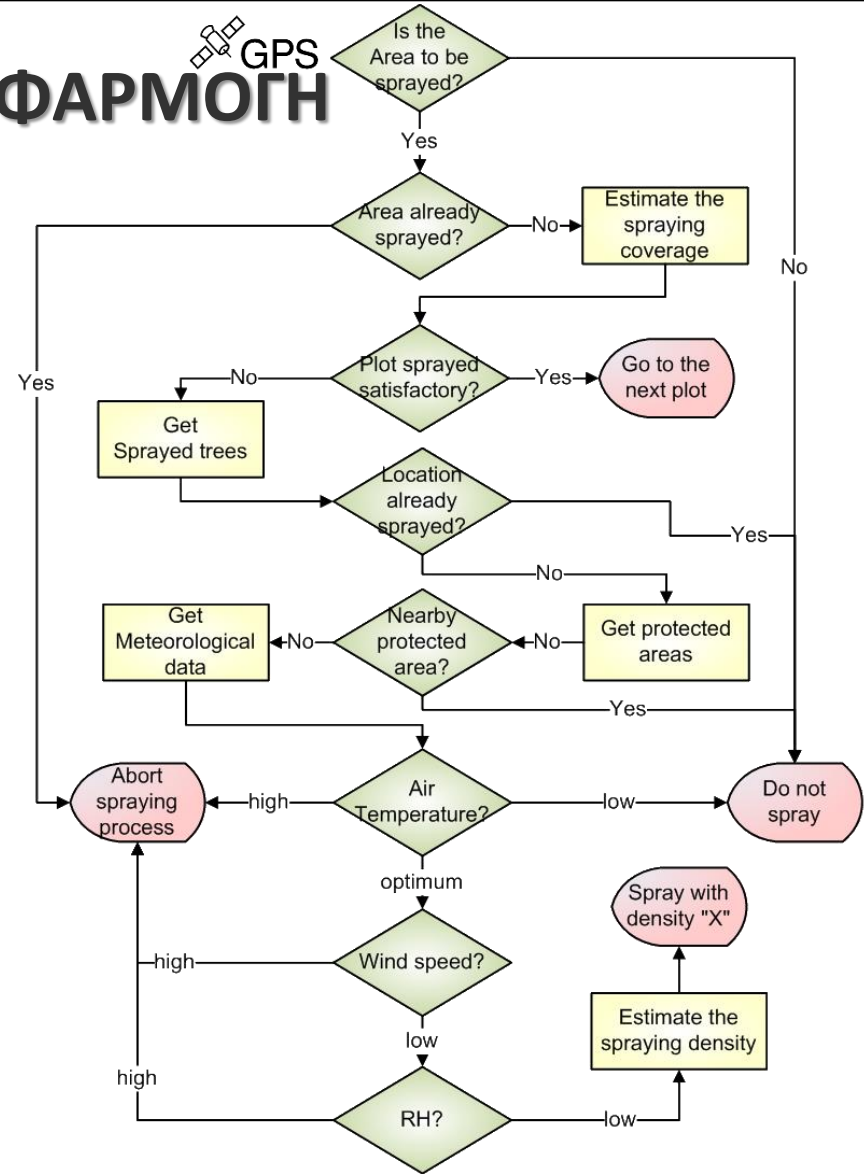 GPS
ΦΑΡΜΟΓΗ
Is the
Area to be
sprayed?
Yes
No
Area already
sprayed?
No
Estimate the
spraying
coverage
Yes
Plot sprayed
satisfactory?
No
Yes
Go to the
next plot
Get
Sprayed trees
Location
already
sprayed?
Yes
No
Get
Meteorological
data
No
Nearby
protected
area?
No
Get protected
areas
Yes
Abort
spraying
process
high
Air
Temperature?
low
Do not
spray
optimum
Spray with
density "X"
high
Wind speed?
Estimate the
spraying density
low
high
RH?
low